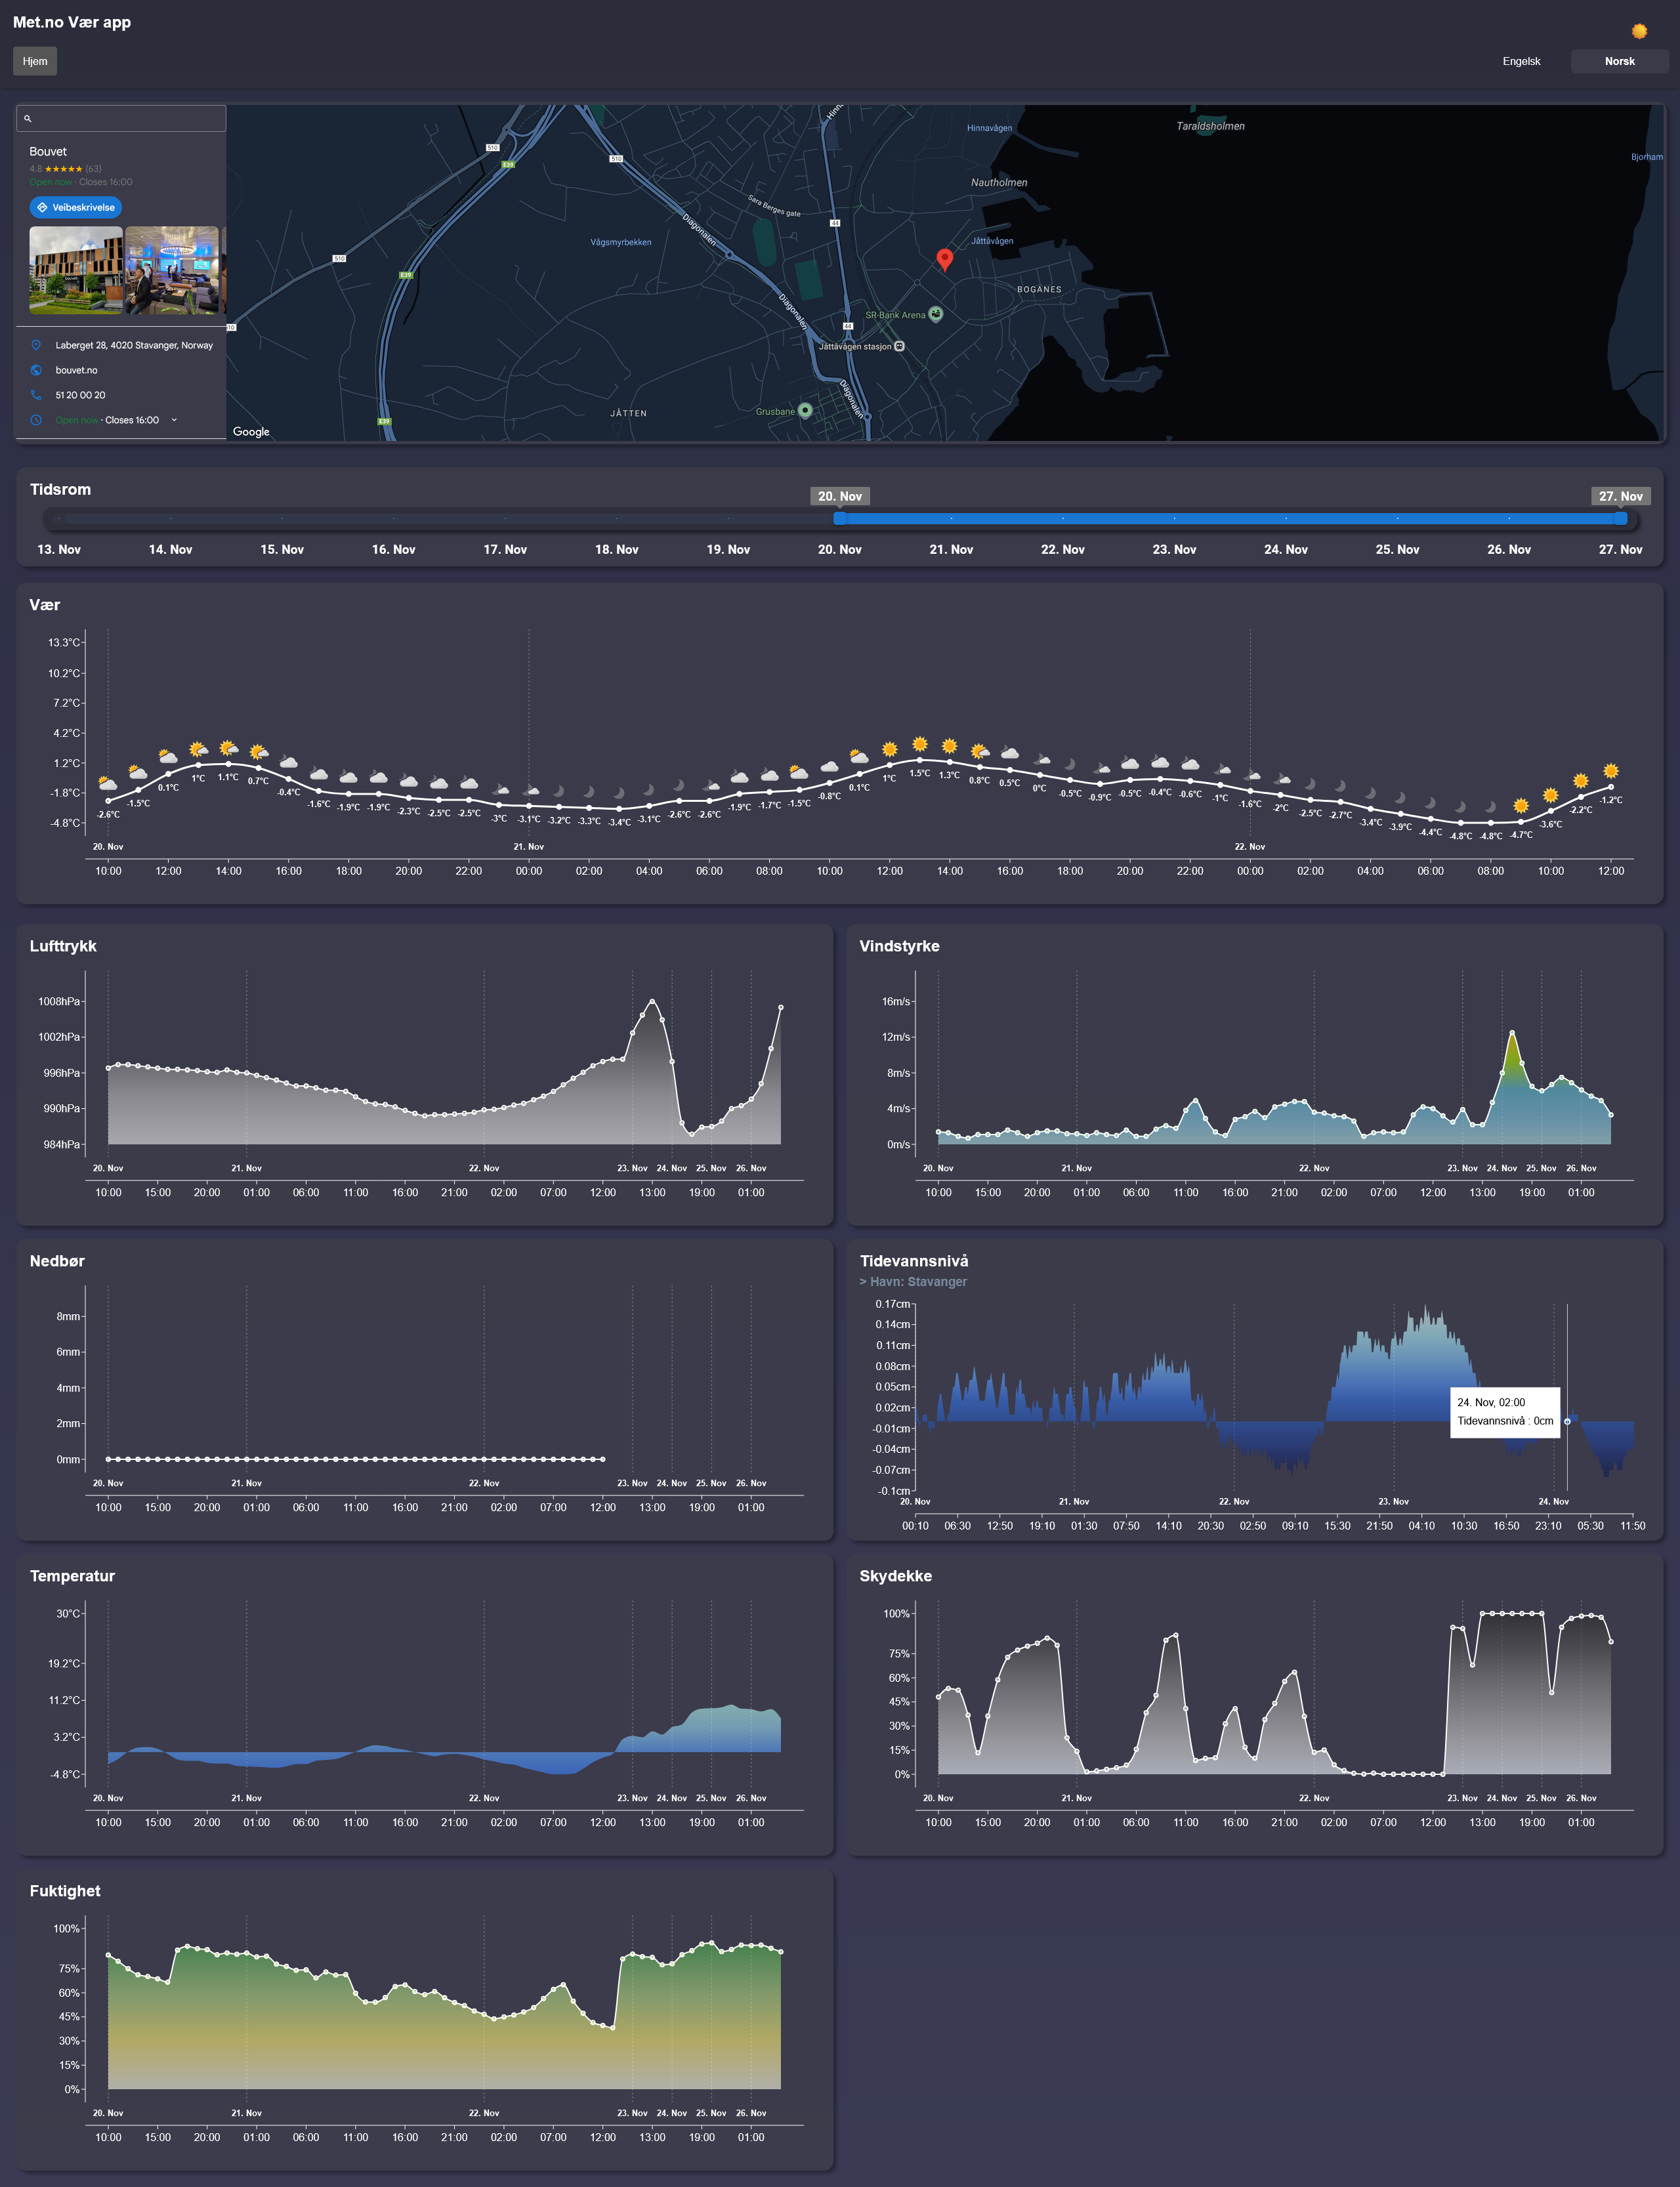 Met.no Vær app
Hjem
Engelsk
Norsk
Bouvet
4.8 ★★★★★ (63)
Open now · Closes 16:00
Veibeskrivelse
Laberget 28, 4020 Stavanger, Norway
bouvet.no
51 20 00 20
Open now · Closes 16:00
Hinnavågen
Taraldsholmen
Bjorham
Nautholmen
Sara Berges gate
Diagonalen
Vågsmyrbekken
Jåttåvågen
BOGANES
SR-Bank Arena
Jåttåvågen stasjon
Diagonalen
Diagonalen
JÅTTEN
Grusbane
510
510
510
E39
E39
E39
44
44
Google
Tidsrom
20. Nov
27. Nov
13. Nov 14. Nov 15. Nov 16. Nov 17. Nov 18. Nov 19. Nov 20. Nov 21. Nov 22. Nov 23. Nov 24. Nov 25. Nov 26. Nov 27. Nov
Vær
13.3°C
10.2°C
7.2°C
4.2°C
1.2°C
-1.8°C
-4.8°C
-2.6°C -1.5°C 0.1°C 1°C 1.1°C 0.7°C -0.4°C -1.6°C -1.9°C -1.9°C -2.3°C -2.5°C -2.5°C -3°C -3.1°C -3.2°C -3.3°C -3.4°C -3.1°C -2.6°C -2.6°C -1.9°C -1.7°C -1.5°C -0.8°C 0.1°C 1°C 1.5°C 1.3°C 0.8°C 0.5°C 0°C -0.5°C -0.9°C -0.5°C -0.4°C -0.6°C -1°C -1.6°C -2°C -2.5°C -2.7°C -3.4°C -3.9°C -4.4°C -4.8°C -4.8°C -4.7°C -3.6°C -2.2°C -1.2°C
20. Nov 21. Nov 22. Nov
10:00 12:00 14:00 16:00 18:00 20:00 22:00 00:00 02:00 04:00 06:00 08:00 10:00 12:00 14:00 16:00 18:00 20:00 22:00 00:00 02:00 04:00 06:00 08:00 10:00 12:00
Lufttrykk
1008hPa
1002hPa
996hPa
990hPa
984hPa
20. Nov 21. Nov 22. Nov 23. Nov 24. Nov 25. Nov 26. Nov
10:00 15:00 20:00 01:00 06:00 11:00 16:00 21:00 02:00 07:00 12:00 13:00 19:00 01:00
Vindstyrke
16m/s
12m/s
8m/s
4m/s
0m/s
20. Nov 21. Nov 22. Nov 23. Nov 24. Nov 25. Nov 26. Nov
10:00 15:00 20:00 01:00 06:00 11:00 16:00 21:00 02:00 07:00 12:00 13:00 19:00 01:00
Nedbør
8mm
6mm
4mm
2mm
0mm
20. Nov 21. Nov 22. Nov 23. Nov 24. Nov 25. Nov 26. Nov
10:00 15:00 20:00 01:00 06:00 11:00 16:00 21:00 02:00 07:00 12:00 13:00 19:00 01:00
Tidevannsnivå
> Havn: Stavanger
0.17cm
0.14cm
0.11cm
0.08cm
0.05cm
0.02cm
-0.01cm
-0.04cm
-0.07cm
-0.1cm
24. Nov, 02:00
Tidevannsnivå : 0cm
20. Nov 21. Nov 22. Nov 23. Nov 24. Nov
00:10 06:30 12:50 19:10 01:30 07:50 14:10 20:30 02:50 09:10 15:30 21:50 04:10 10:30 16:50 23:10 05:30 11:50
Temperatur
30°C
19.2°C
11.2°C
3.2°C
-4.8°C
20. Nov 21. Nov 22. Nov 23. Nov 24. Nov 25. Nov 26. Nov
10:00 15:00 20:00 01:00 06:00 11:00 16:00 21:00 02:00 07:00 12:00 13:00 19:00 01:00
Skydekke
100%
75%
60%
45%
30%
15%
0%
20. Nov 21. Nov 22. Nov 23. Nov 24. Nov 25. Nov 26. Nov
10:00 15:00 20:00 01:00 06:00 11:00 16:00 21:00 02:00 07:00 12:00 13:00 19:00 01:00
Fuktighet
100%
75%
60%
45%
30%
15%
0%
20. Nov 21. Nov 22. Nov 23. Nov 24. Nov 25. Nov 26. Nov
10:00 15:00 20:00 01:00 06:00 11:00 16:00 21:00 02:00 07:00 12:00 13:00 19:00 01:00